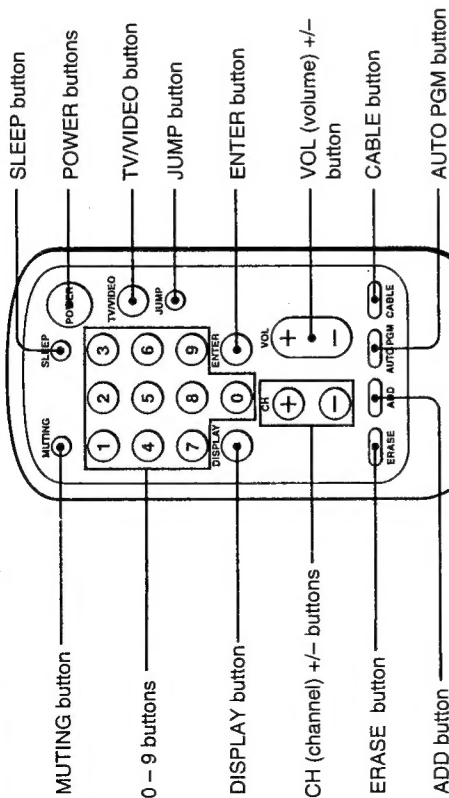 SLEEP button
POWER buttons
TV/VIDEO button
JUMP button
ENTER button
VOL (volume) +/–
button
CABLE button
AUTO PGM button
MUTING
SLEEP
POWER
1
2
3
TV/VIDEO
4
5
6
JUMP
7
8
9
DISPLAY
0
ENTER
CH
+
–
VOL
+
–
ERASE
ADD
AUTO PGM
CABLE
MUTING button
0 – 9 buttons
DISPLAY button
CH (channel) +/– buttons
ERASE button
ADD button